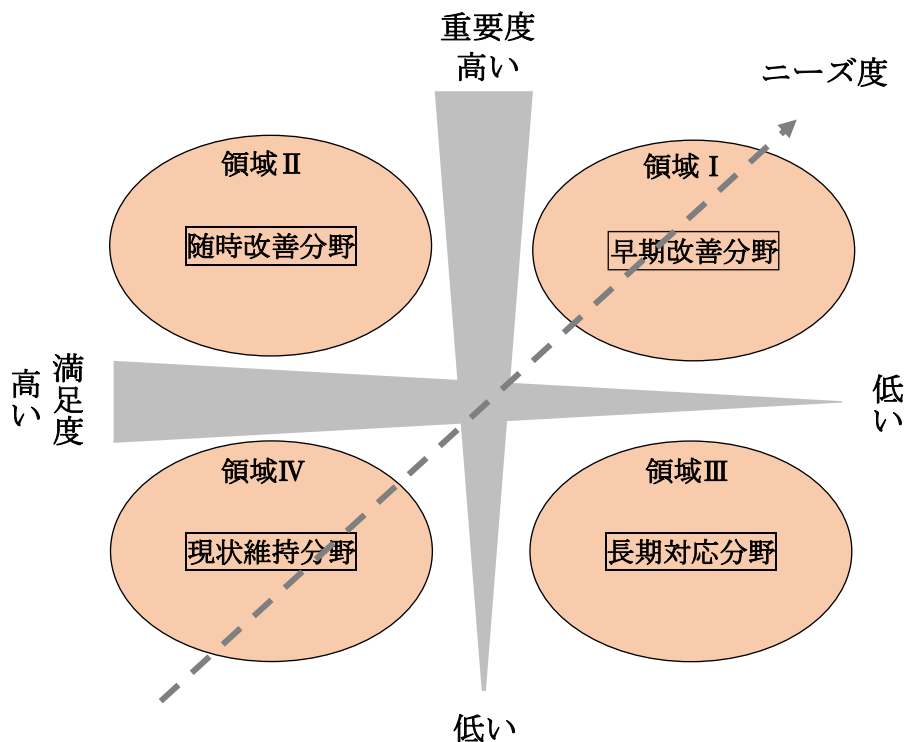 重要度
高い
ニーズ度
領域Ⅱ
随時改善分野
領域Ⅰ
早期改善分野
満足度
高い
低い
領域Ⅳ
現状維持分野
領域Ⅲ
長期対応分野
低い